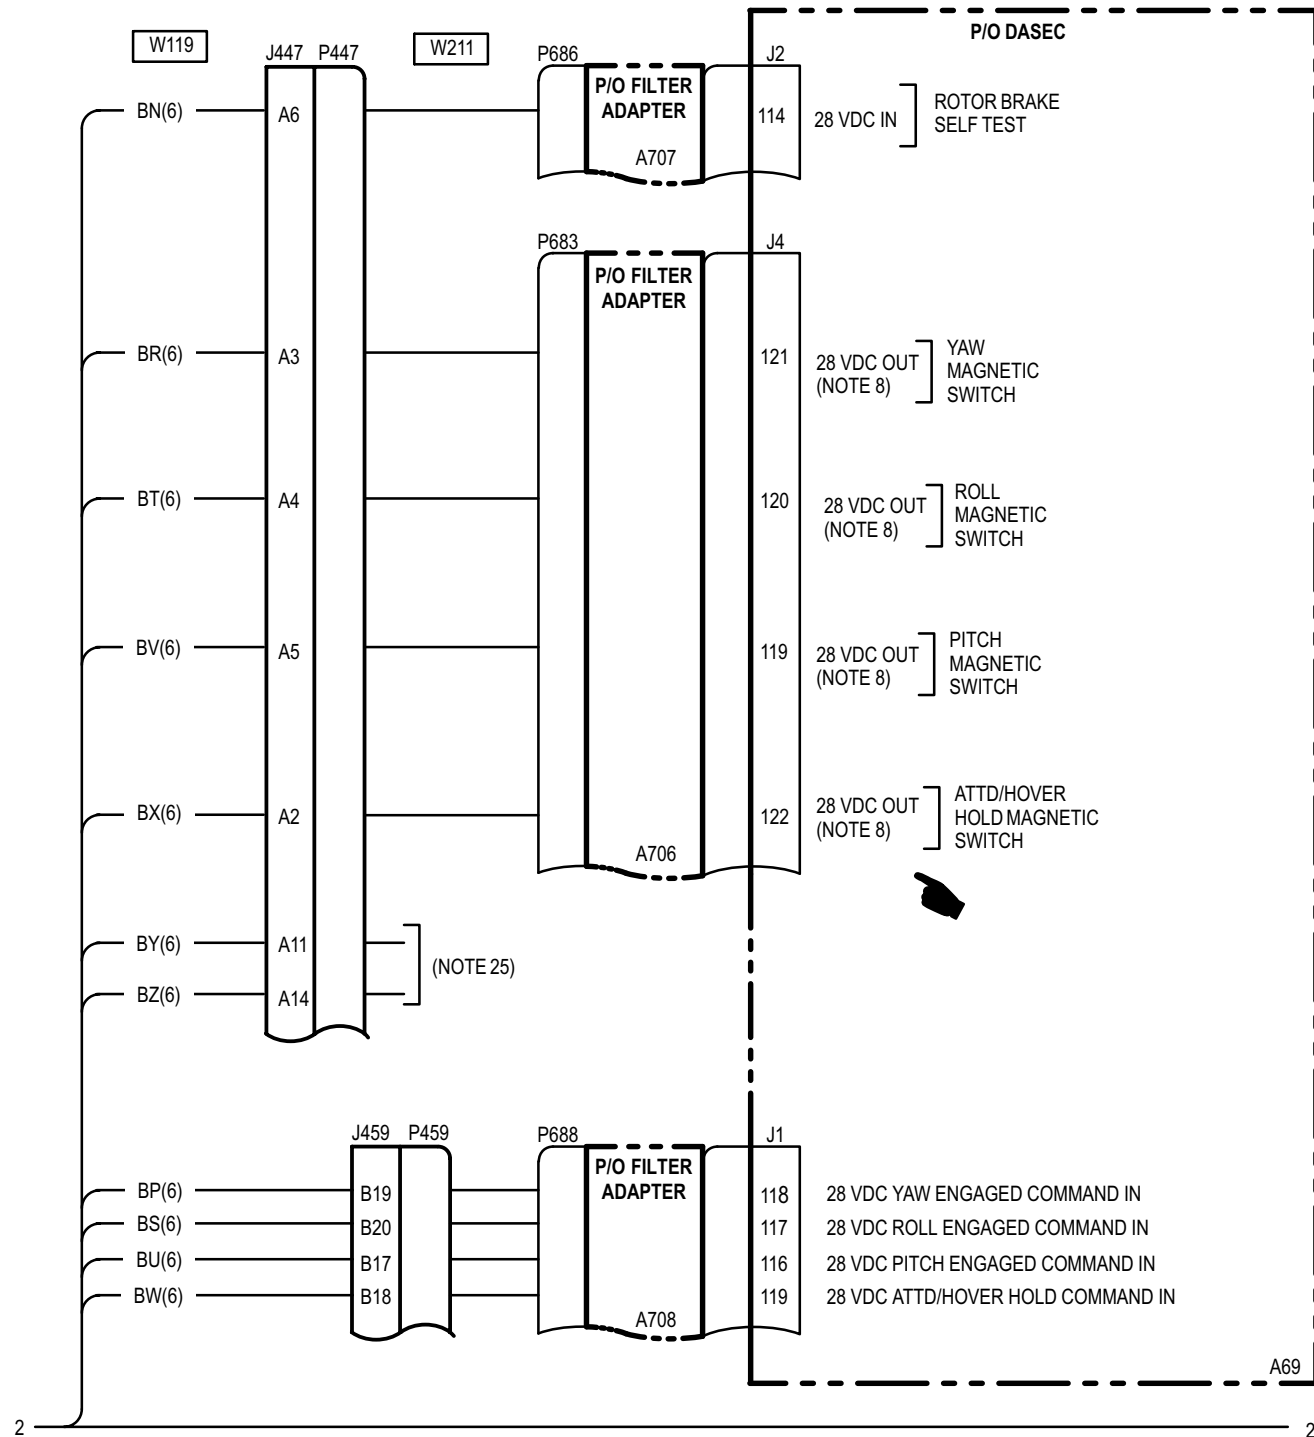 P/O DASEC
W119
J447 P447
W211
P686
J2
P/O FILTER
ADAPTER
BN(6)
A6
114
28 VDC IN
ROTOR BRAKE
SELF TEST
A707
P683
J4
P/O FILTER
ADAPTER
BR(6)
A3
121
28 VDC OUT
(NOTE 8)
YAW
MAGNETIC
SWITCH
BT(6)
A4
120
28 VDC OUT
(NOTE 8)
ROLL
MAGNETIC
SWITCH
BV(6)
A5
119
28 VDC OUT
(NOTE 8)
PITCH
MAGNETIC
SWITCH
BX(6)
A2
122
28 VDC OUT
(NOTE 8)
ATTD/HOVER
HOLD MAGNETIC
SWITCH
A706
BY(6)
A11
(NOTE 25)
BZ(6)
A14
J459 P459
P688
J1
P/O FILTER
ADAPTER
BP(6)
B19
118
28 VDC YAW ENGAGED COMMAND IN
BS(6)
B20
117
28 VDC ROLL ENGAGED COMMAND IN
BU(6)
B17
116
28 VDC PITCH ENGAGED COMMAND IN
BW(6)
B18
119
28 VDC ATTD/HOVER HOLD COMMAND IN
A708
A69
2
2